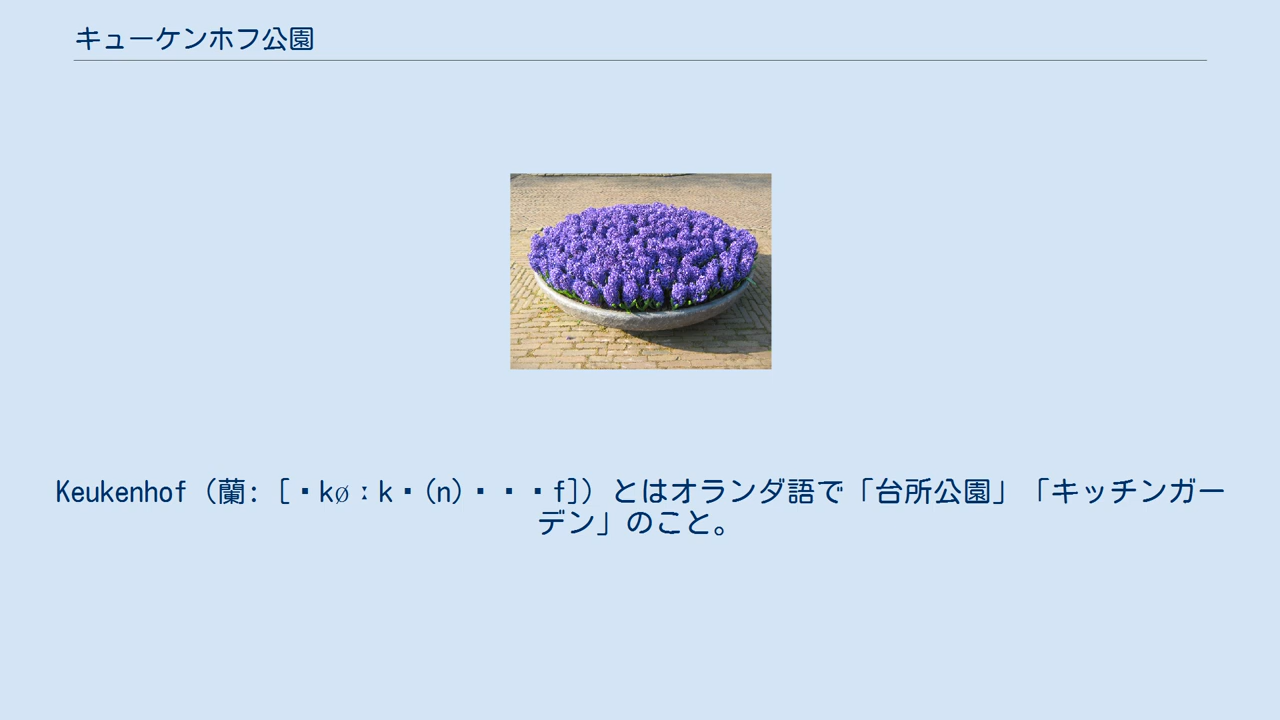 キューケンホフ公園
Keukenhof（蘭: [▪køːk▪(n)▪▪▪f]）とはオランダ語で「台所公園」「キッチンガー
デン」のこと。